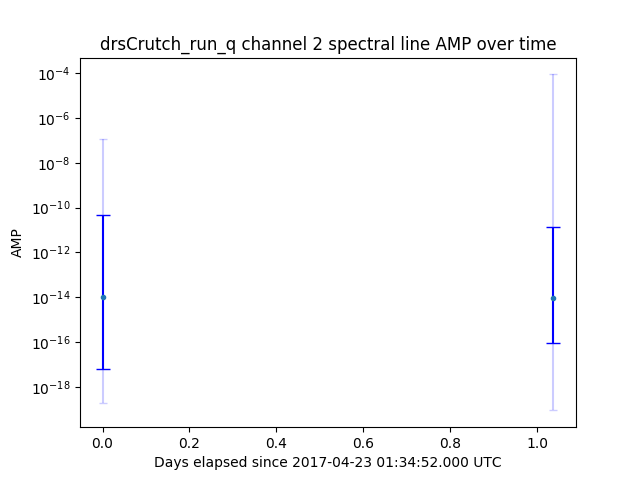 drsCrutch_run_q channel 2 spectral line AMP over time
10⁻⁴
10⁻⁶
10⁻⁸
10⁻¹⁰
10⁻¹²
10⁻¹⁴
10⁻¹⁶
10⁻¹⁸
AMP
0.0 0.2 0.4 0.6 0.8 1.0
Days elapsed since 2017-04-23 01:34:52.000 UTC